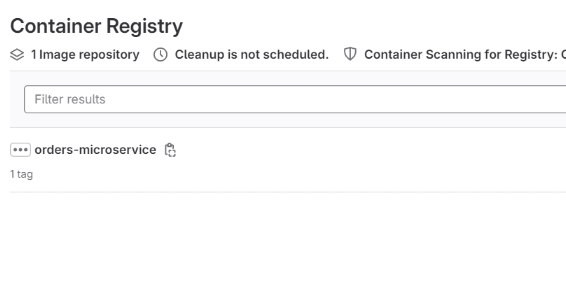 Container Registry
1 Image repository Cleanup is not scheduled. Container Scanning for Registry:
Filter results
orders-microservice
1 tag